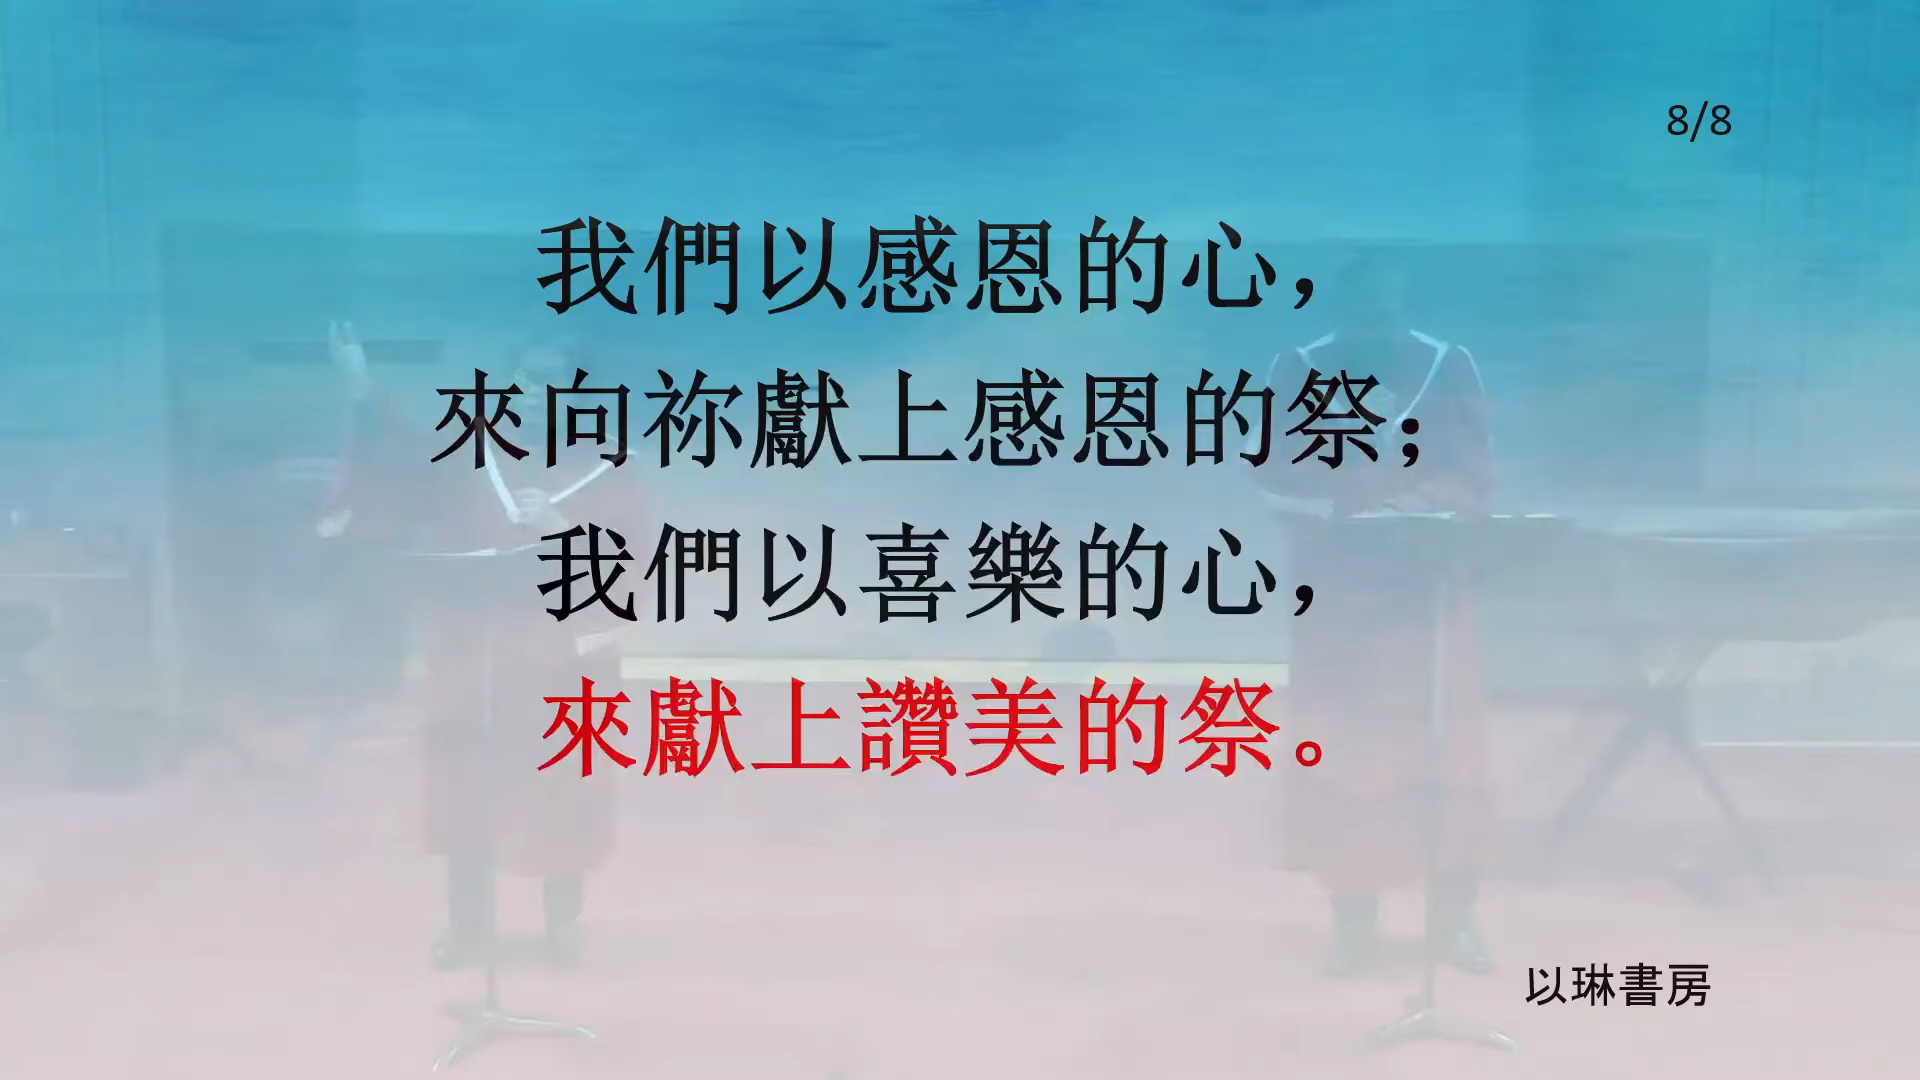 8/8
我們以感恩的心，
來向祢獻上感恩的祭；
我們以喜樂的心，
來獻上讚美的祭。
以琳書房